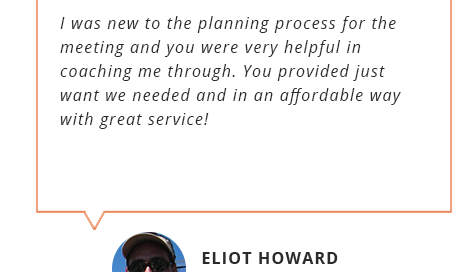 I was new to the planning process for the
meeting and you were very helpful in
coaching me through. You provided just
want we needed and in an affordable way
with great service!
ELIOT HOWARD